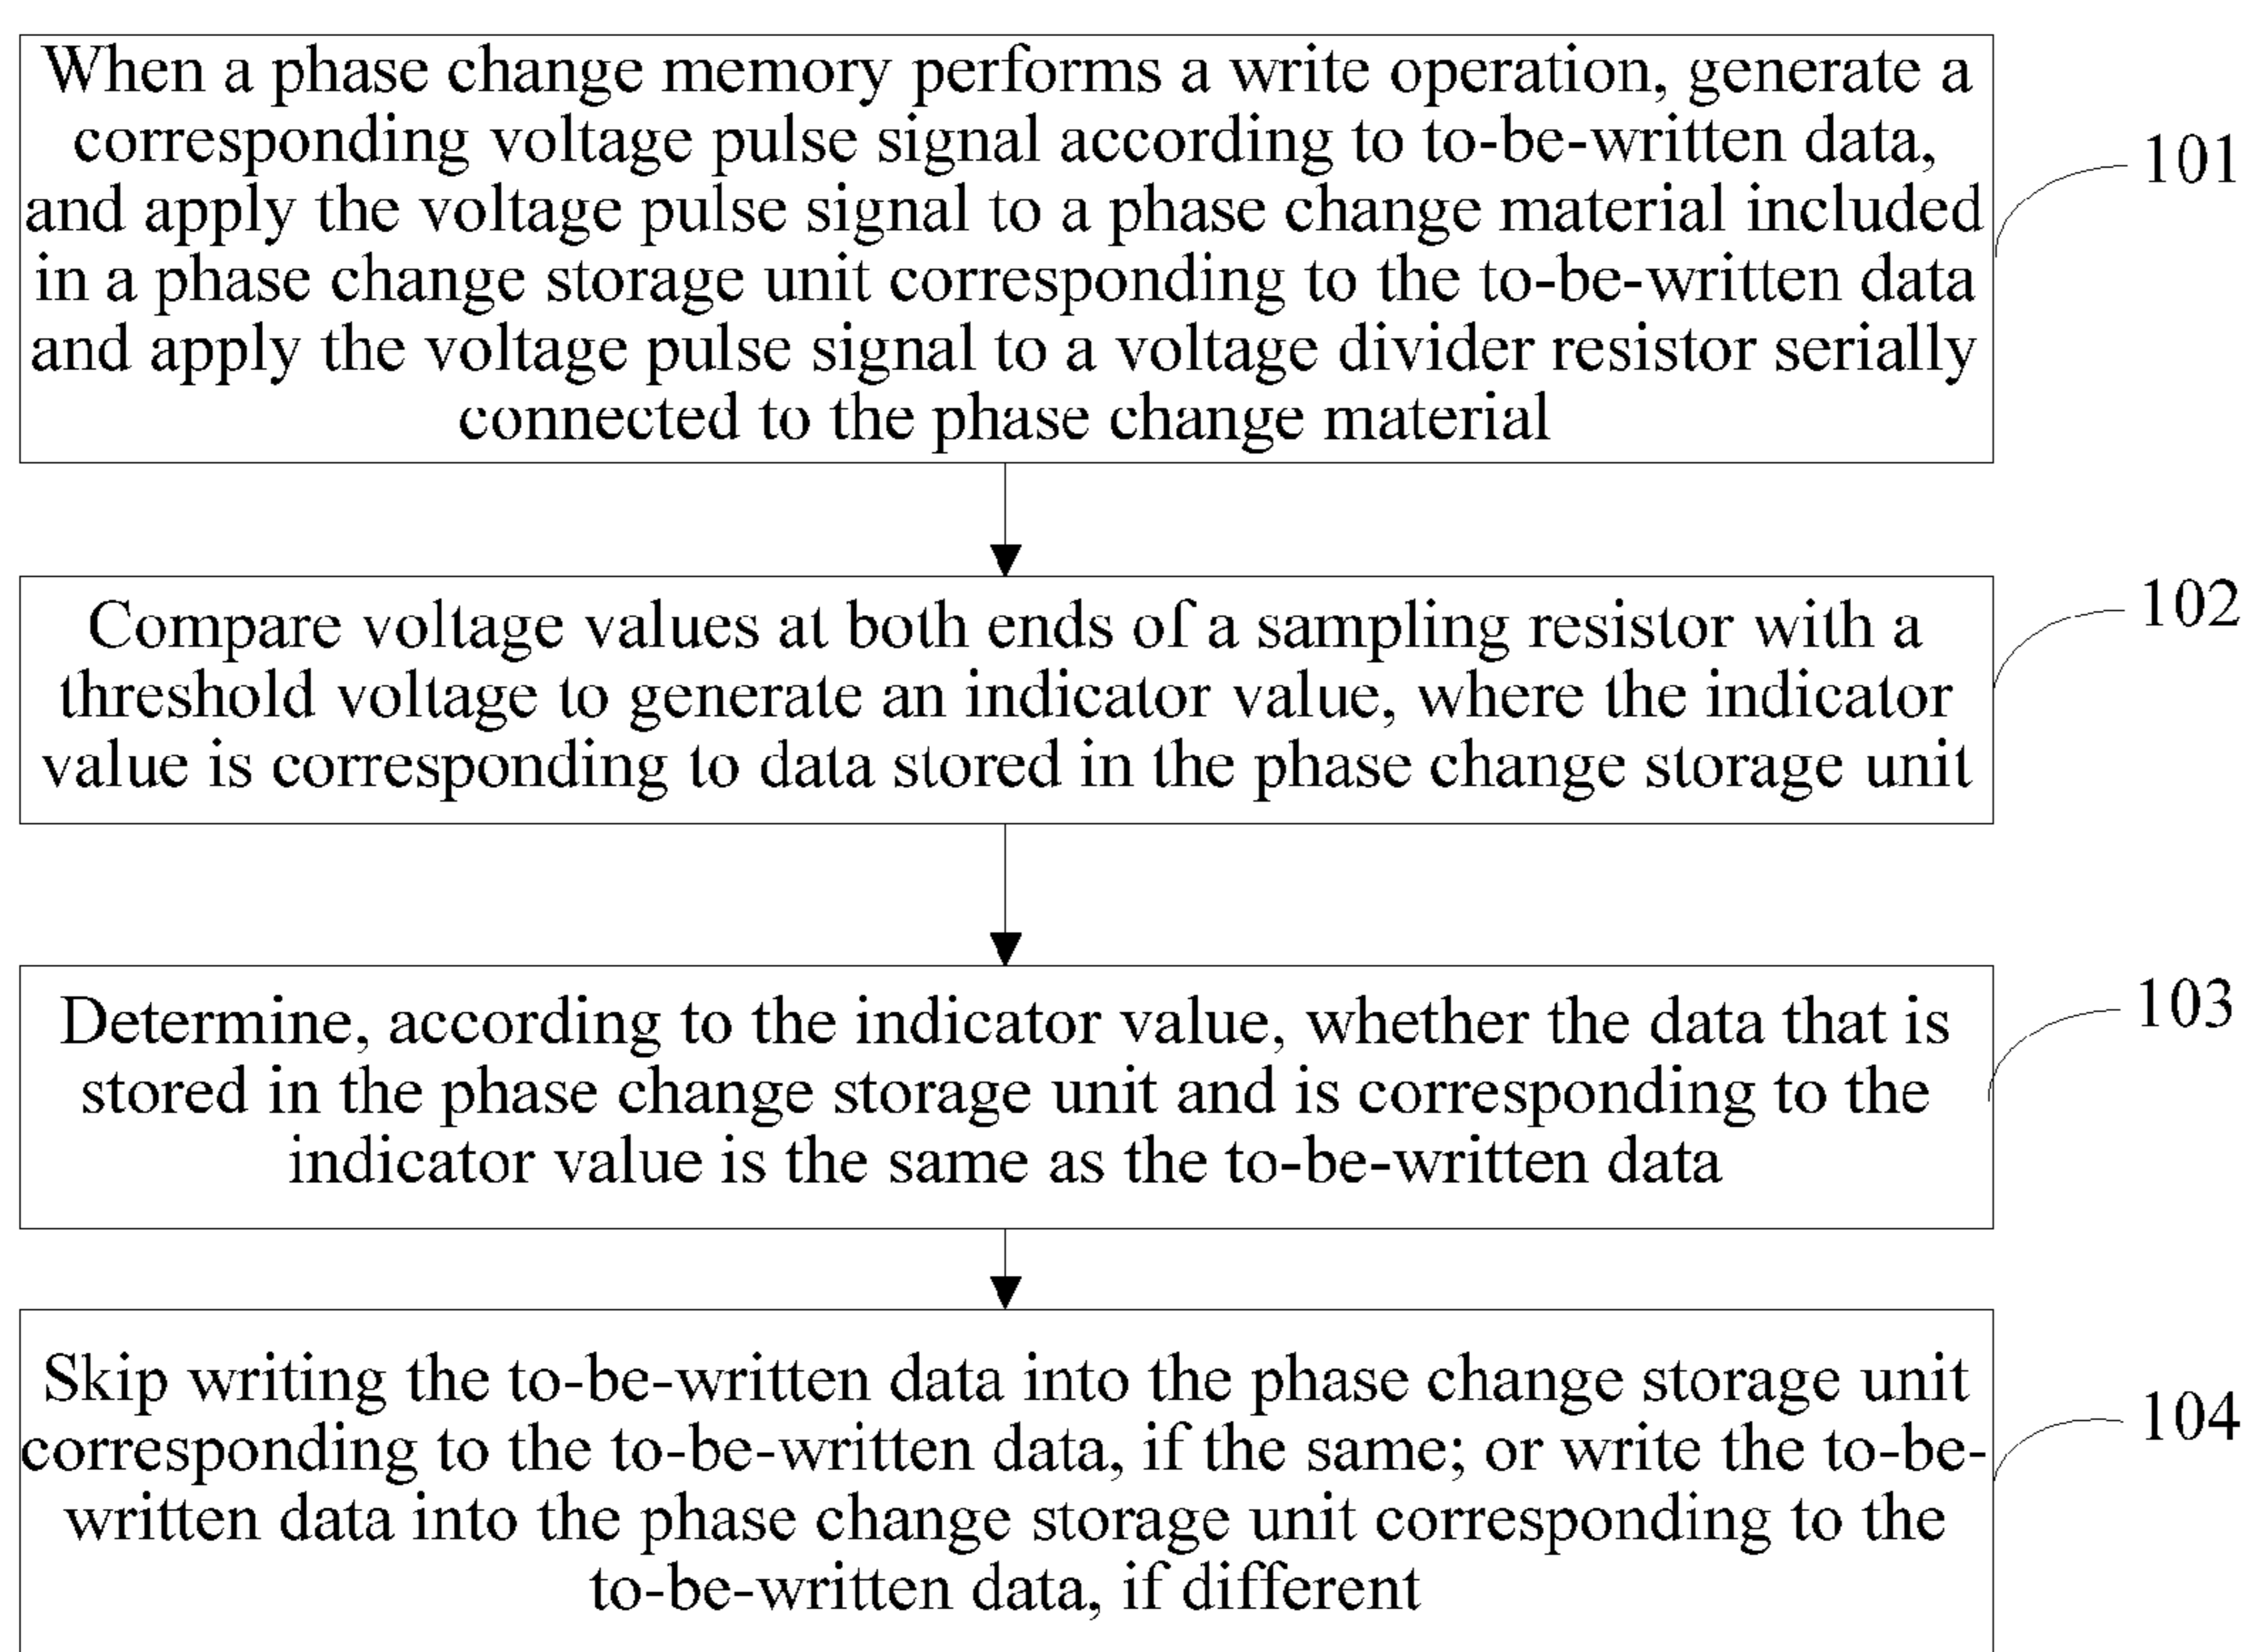 When a phase change memory performs a write operation, generate a
corresponding voltage pulse signal according to to-be-written data,
and apply the voltage pulse signal to a phase change material included
in a phase change storage unit corresponding to the to-be-written data
and apply the voltage pulse signal to a voltage divider resistor serially
connected to the phase change material
101
Compare voltage values at both ends of a sampling resistor with a
threshold voltage to generate an indicator value, where the indicator
value is corresponding to data stored in the phase change storage unit
102
Determine, according to the indicator value, whether the data that is
stored in the phase change storage unit and is corresponding to the
indicator value is the same as the to-be-written data
103
Skip writing the to-be-written data into the phase change storage unit
corresponding to the to-be-written data, if the same; or write the to-be-
written data into the phase change storage unit corresponding to the
to-be-written data, if different
104